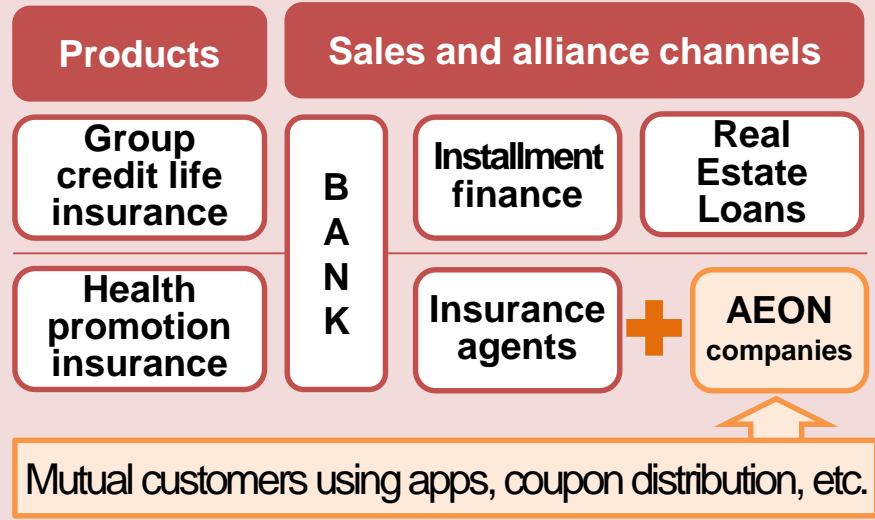 Products
Sales and alliance channels
Group
credit life
insurance
B
A
N
K
Installment
finance
Real
Estate
Loans
Health
promotion
insurance
Insurance
agents
AEON
companies
Mutual customers using apps, coupon distribution, etc.